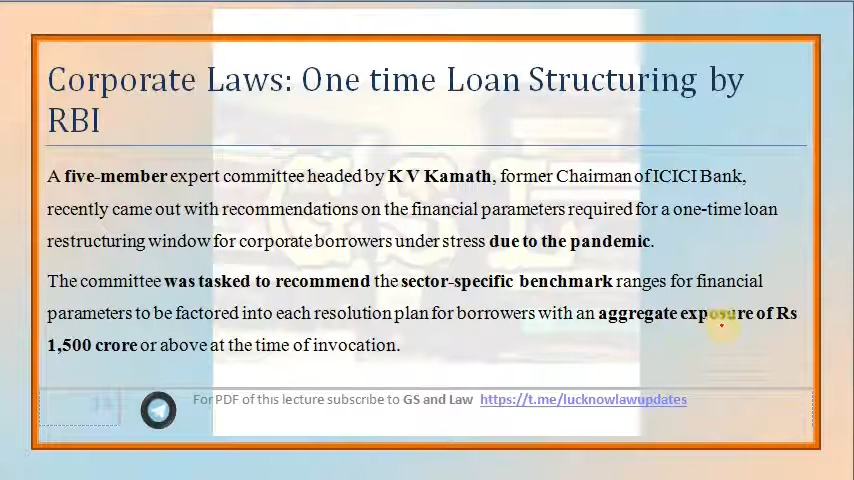 Corporate Laws: One time Loan Structuring by
RBI
A five-member expert committee headed by K V Kamath, former Chairman of ICICI Bank,
recently came out with recommendations on the financial parameters required for a one-time loan
restructuring window for corporate borrowers under stress due to the pandemic.
The committee was tasked to recommend the sector-specific benchmark ranges for financial
parameters to be factored into each resolution plan for borrowers with an aggregate exposure of Rs
1,500 crore or above at the time of invocation.
For PDF of this lecture subscribe to GS and Law https://t.me/lucknowlawupdates